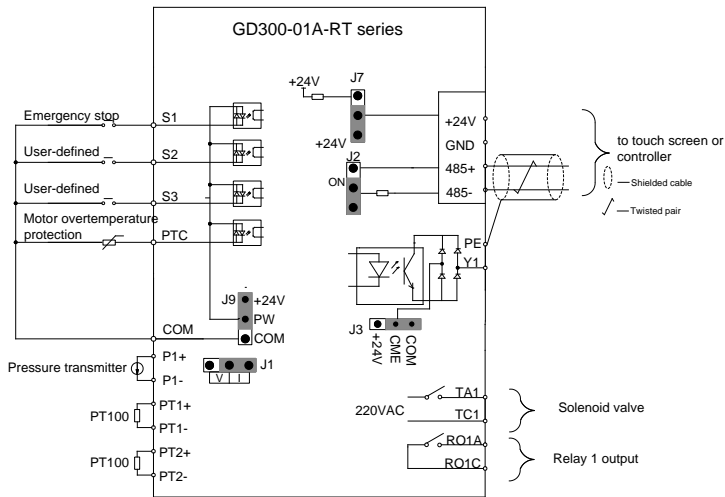 GD300-01A-RT series
+24V
J7
+24V
J2
ON
+24V
GND
485+
485-
PE
Y1
to touch screen or
controller
Shielded cable
Twisted pair
Emergency stop
S1
User-defined
S2
User-defined
S3
Motor overtemperature
protection
PTC
J9
+24V
PW
COM
COM
J3
+24V
CME
COM
Pressure transmitter
P1+
P1-
J1
V
I
PT100
PT1+
PT1-
PT100
PT2+
PT2-
220VAC
TA1
TC1
Solenoid valve
RO1A
RO1C
Relay 1 output